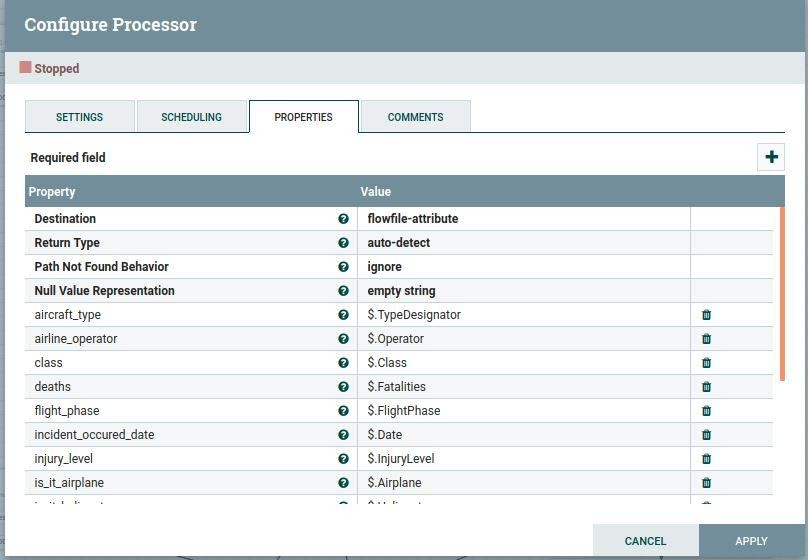 Configure Processor
Stopped
SETTINGS SCHEDULING PROPERTIES COMMENTS
Required field
Property Value
Destination flowfile-attribute
Return Type auto-detect
Path Not Found Behavior ignore
Null Value Representation empty string
aircraft_type $.TypeDesignator
airline_operator $.Operator
class $.Class
deaths $.Fatalities
flight_phase $.FlightPhase
incident_occured_date $.Date
injury_level $.InjuryLevel
is_it_airplane $.Airplane
CANCEL APPLY